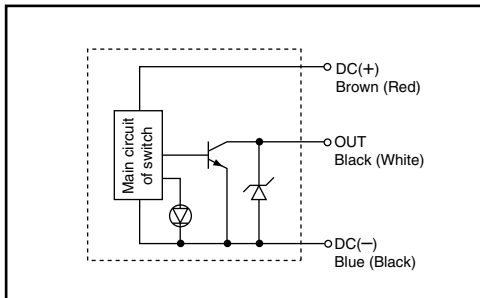 DC(+)
Brown (Red)
Main circuit
of switch
OUT
Black (White)
DC(−)
Blue (Black)